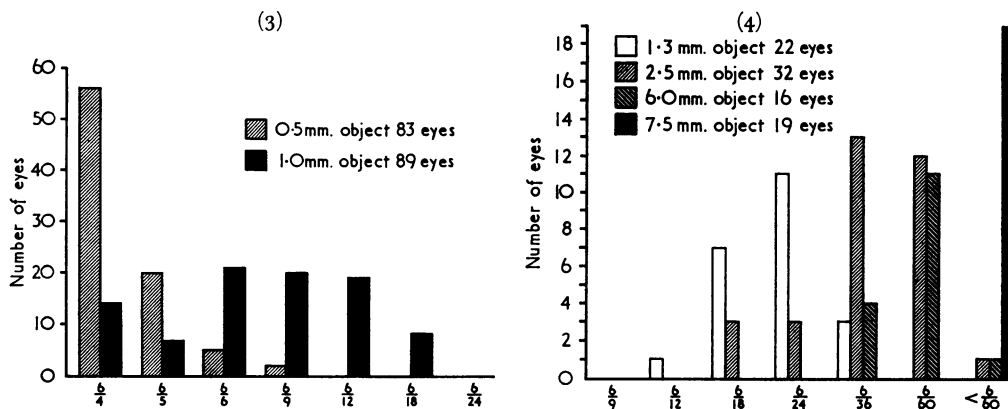 (3)
Number of eyes
60
50
40
30
20
10
0
0·5mm. object 83 eyes
1·0mm. object 89 eyes
6/4 6/5 6/6 6/9 6/12 6/18 6/24
(4)
Number of eyes
18
16
14
12
10
8
6
4
2
0
1·3 mm. object 22 eyes
2·5 mm. object 32 eyes
6·0 mm. object 16 eyes
7·5 mm. object 19 eyes
6/9 6/12 6/18 6/24 6/36 6/60 < 6/60